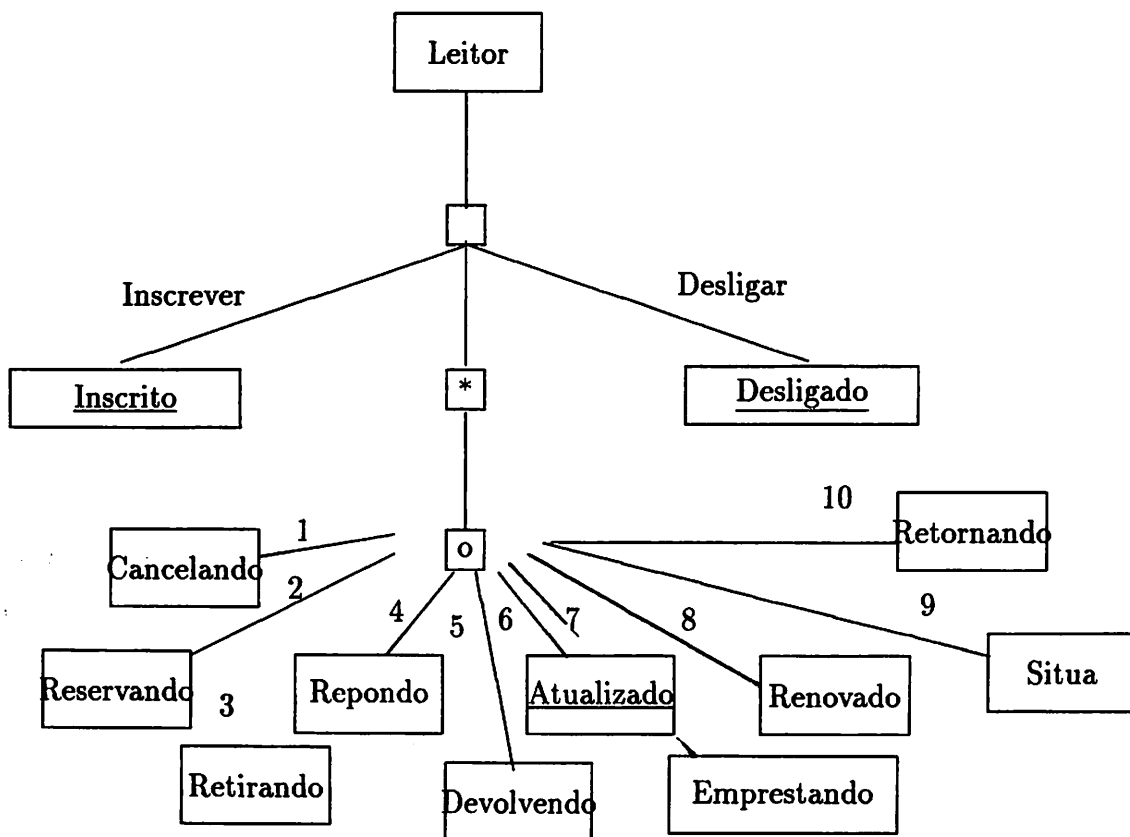 Leitor
Inscrever
Desligar
Inscrito
*
Desligado
10
Retornando
1
o
Cancelando
2
4
5
6
7
8
9
Reservando
3
Repondo
Atualizado
Renovado
Situa
Retirando
Devolvendo
Emprestando